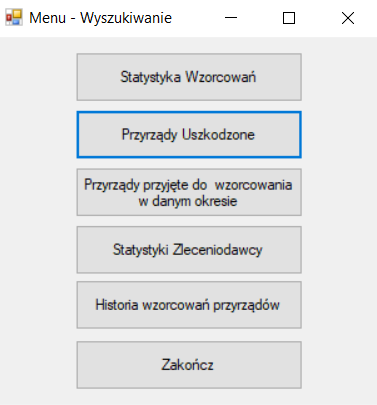 Menu - Wyszukiwanie
Statystyka Wzorcowań
Przyrządy Uszkodzone
Przyrządy przyjęte do  wzorcowania
w danym okresie
Statystyki Zleceniodawcy
Historia wzorcowań przyrządów
Zakończ